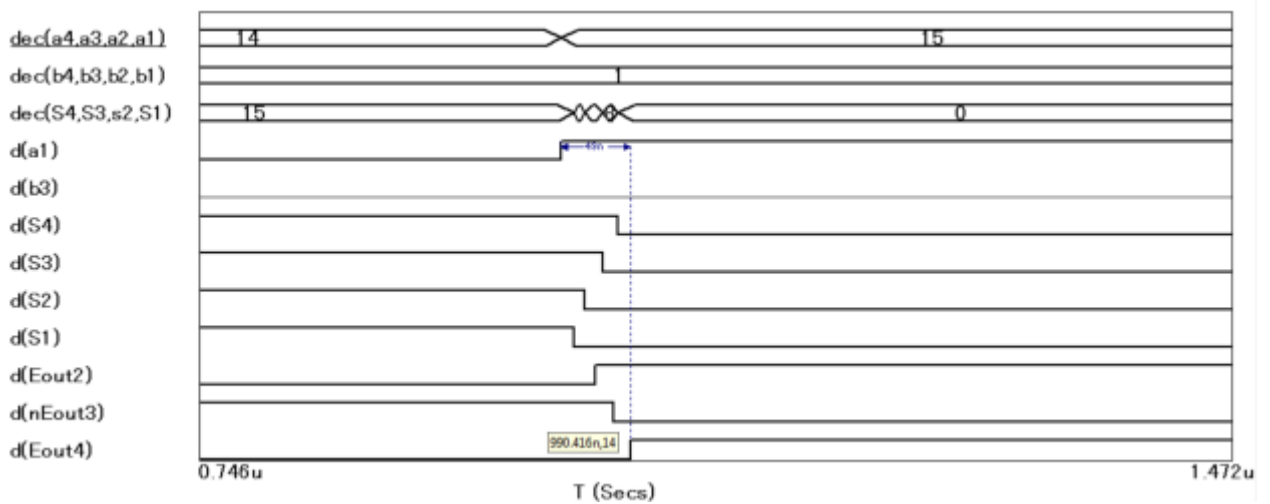 dec(a4,a3,a2,a1) 14 15
dec(b4,b3,b2,b1) 1
dec(S4,S3,s2,S1) 15 0
d(a1) 49n
d(b3)
d(S4)
d(S3)
d(S2)
d(S1)
d(Eout2)
d(nEout3)
d(Eout4) 990.416n,14
0.746u 1.472u
T (Secs)